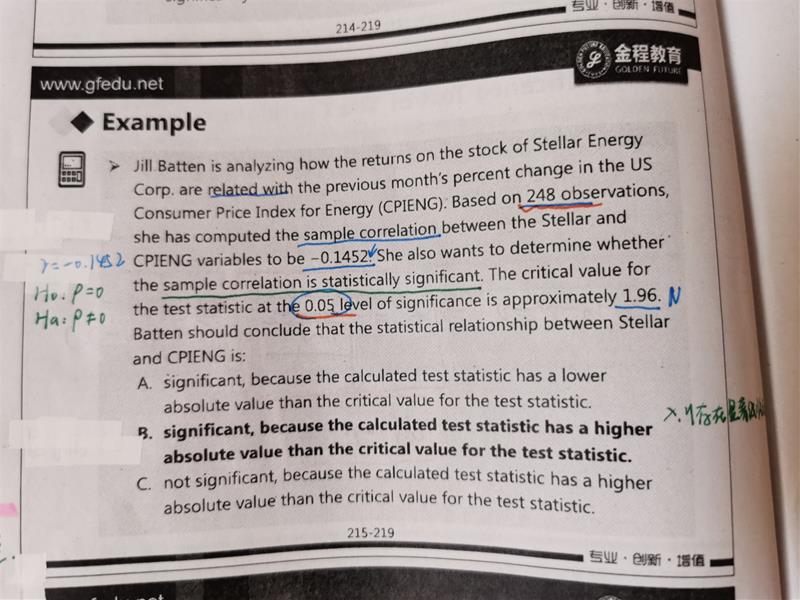 专业·创新·增值
214-219
www.gfedu.net
金程教育
GOLDEN FUTURE
Example
Jill Batten is analyzing how the returns on the stock of Stellar Energy
Corp. are related with the previous month's percent change in the US
Consumer Price Index for Energy (CPIENG). Based on 248 observations,
she has computed the sample correlation between the Stellar and
CPIENG variables to be −0.1452. She also wants to determine whether
the sample correlation is statistically significant. The critical value for
the test statistic at the 0.05 level of significance is approximately 1.96. N
Batten should conclude that the statistical relationship between Stellar
and CPIENG is:
r=-0.1452
H0: ρ=0
Ha: ρ≠0
A. significant, because the calculated test statistic has a lower
absolute value than the critical value for the test statistic.
B. significant, because the calculated test statistic has a higher
absolute value than the critical value for the test statistic.
x.y存在显著
C. not significant, because the calculated test statistic has a higher
absolute value than the critical value for the test statistic.
215-219
专业·创新·增值